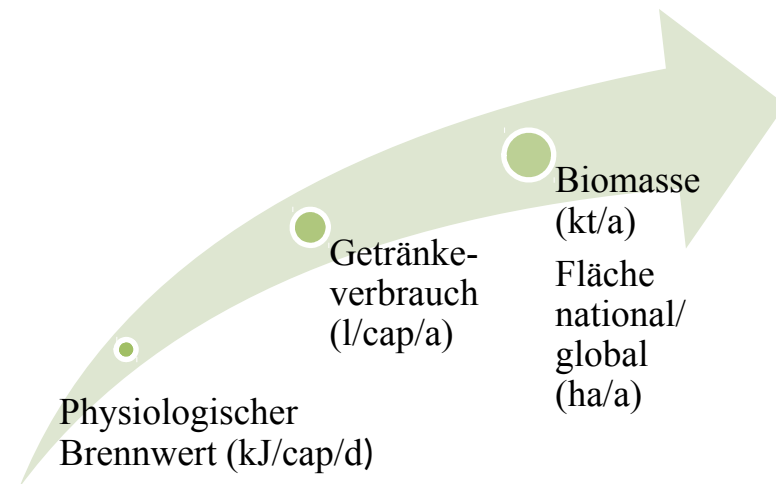 Biomasse
(kt/a)
Fläche
national/
global
(ha/a)
Getränke-
verbrauch
(l/cap/a)
Physiologischer
Brennwert (kJ/cap/d)